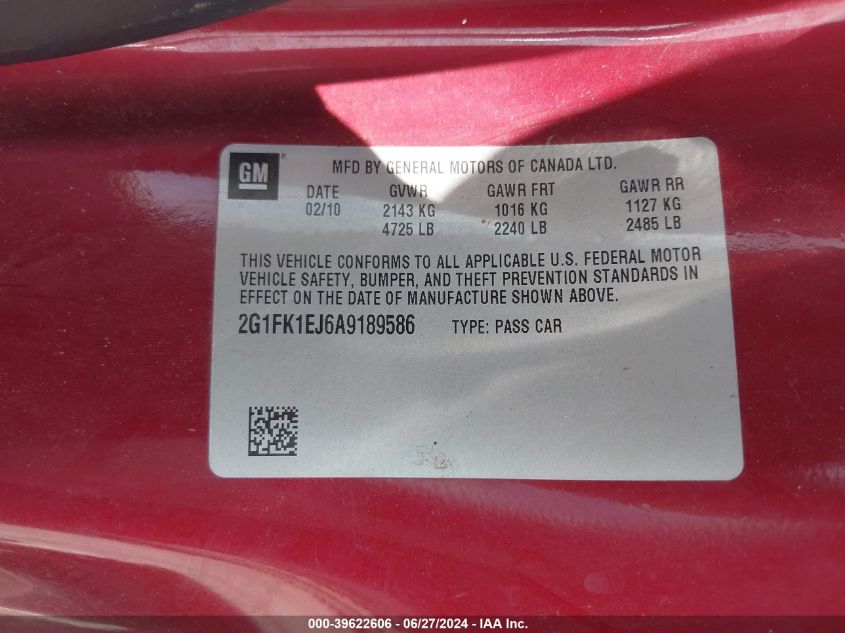 GM ® MFD BY GENERAL MOTORS OF CANADA LTD.
DATE GVWR GAWR FRT GAWR RR
02/10 2143 KG 1016 KG 1127 KG
4725 LB 2240 LB 2485 LB
THIS VEHICLE CONFORMS TO ALL APPLICABLE U.S. FEDERAL MOTOR
VEHICLE SAFETY, BUMPER, AND THEFT PREVENTION STANDARDS IN
EFFECT ON THE DATE OF MANUFACTURE SHOWN ABOVE.
2G1FK1EJ6A9189586 TYPE: PASS CAR
000-39622606 - 06/27/2024 - IAA Inc.